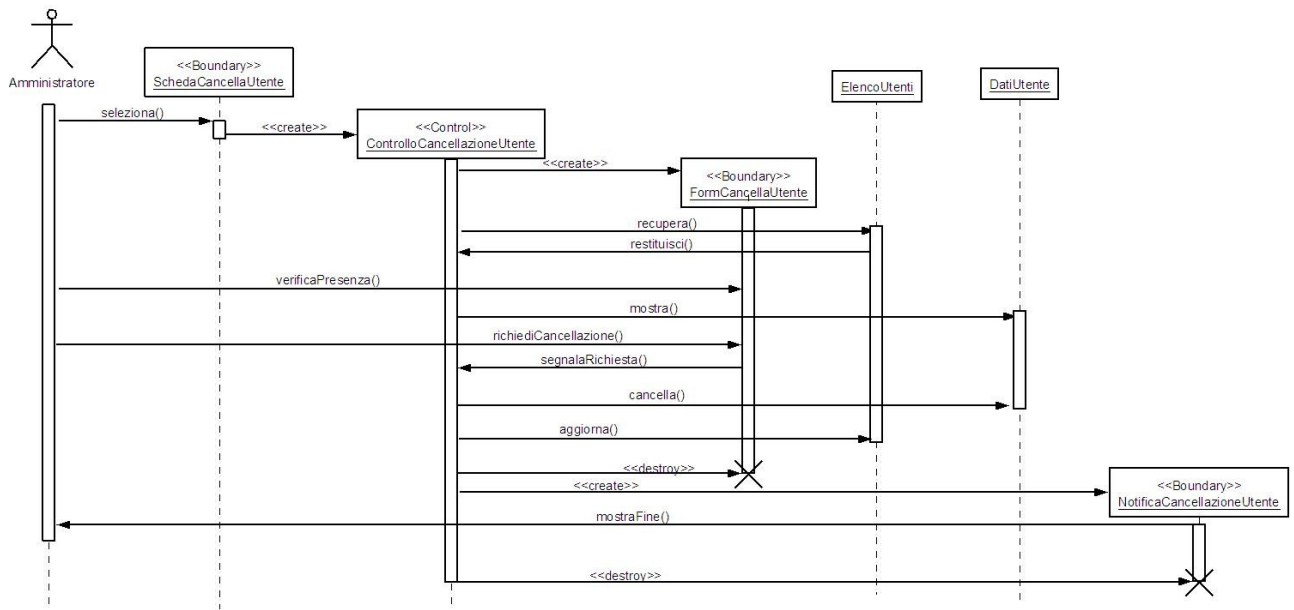 Amministratore
<<Boundary>>
SchedaCancellaUtente
ElencoUtenti
DatiUtente
seleziona()
<<create>>
<<Control>>
ControlloCancellazioneUtente
<<create>>
<<Boundary>>
FormCancellaUtente
recupera()
restituisci()
verificaPresenza()
mostra()
richiediCancellazione()
segnalaRichiesta()
cancella()
aggiorna()
<<destroy>>
<<create>>
<<Boundary>>
NotificaCancellazioneUtente
mostraFine()
<<destroy>>